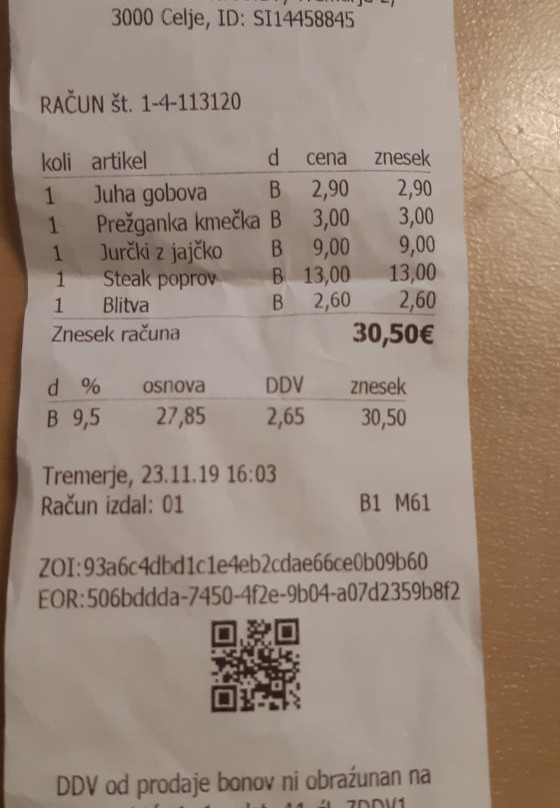 3000 Celje, ID: SI14458845
RAČUN št. 1-4-113120
koli artikel d cena znesek
1 Juha gobova B 2,90 2,90
1 Prežganka kmečka B 3,00 3,00
1 Jurčki z jajčko B 9,00 9,00
1 Steak poprov B 13,00 13,00
1 Blitva B 2,60 2,60
Znesek računa 30,50€
d % osnova DDV znesek
B 9,5 27,85 2,65 30,50
Tremerje, 23.11.19 16:03
Račun izdal: 01 B1 M61
ZOI:93a6c4dbd1c1e4eb2cdae66ce0b09b60
EOR:506bddda-7450-4f2e-9b04-a07d2359b8f2
DDV od prodaje bonov ni obražunan na